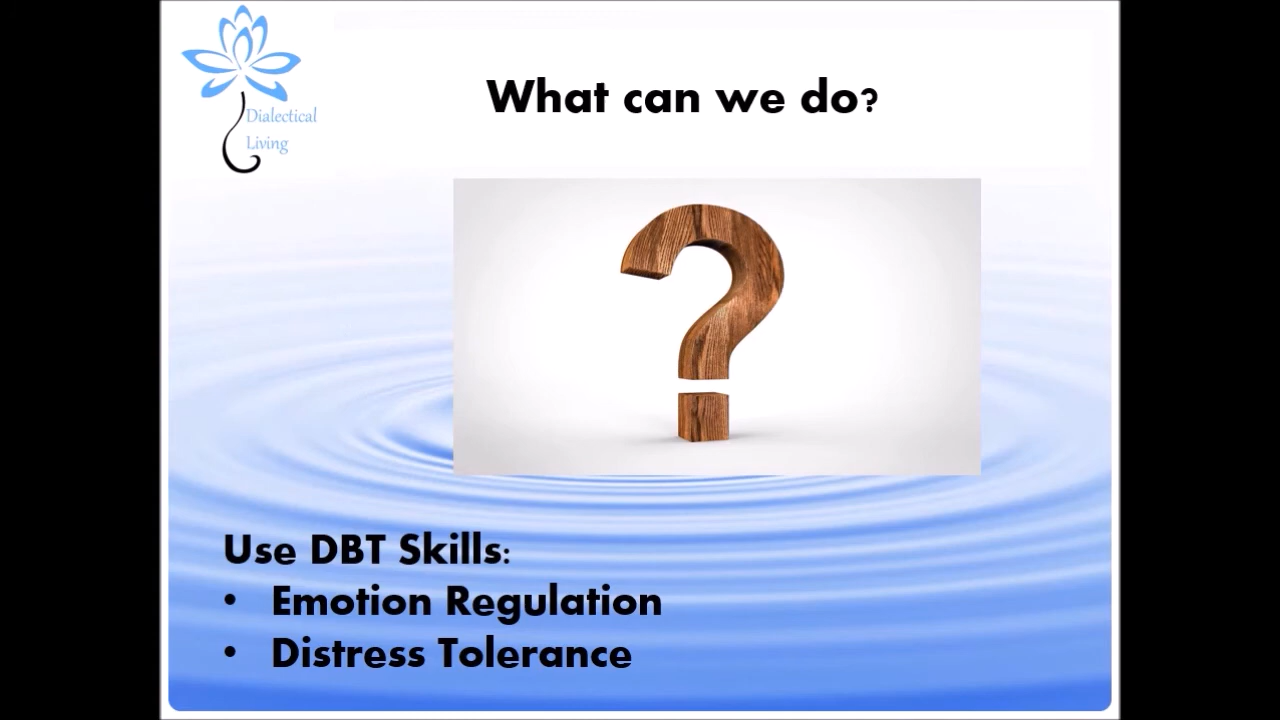 Dialectical
Living
What can we do?
Use DBT Skills:
• Emotion Regulation
• Distress Tolerance